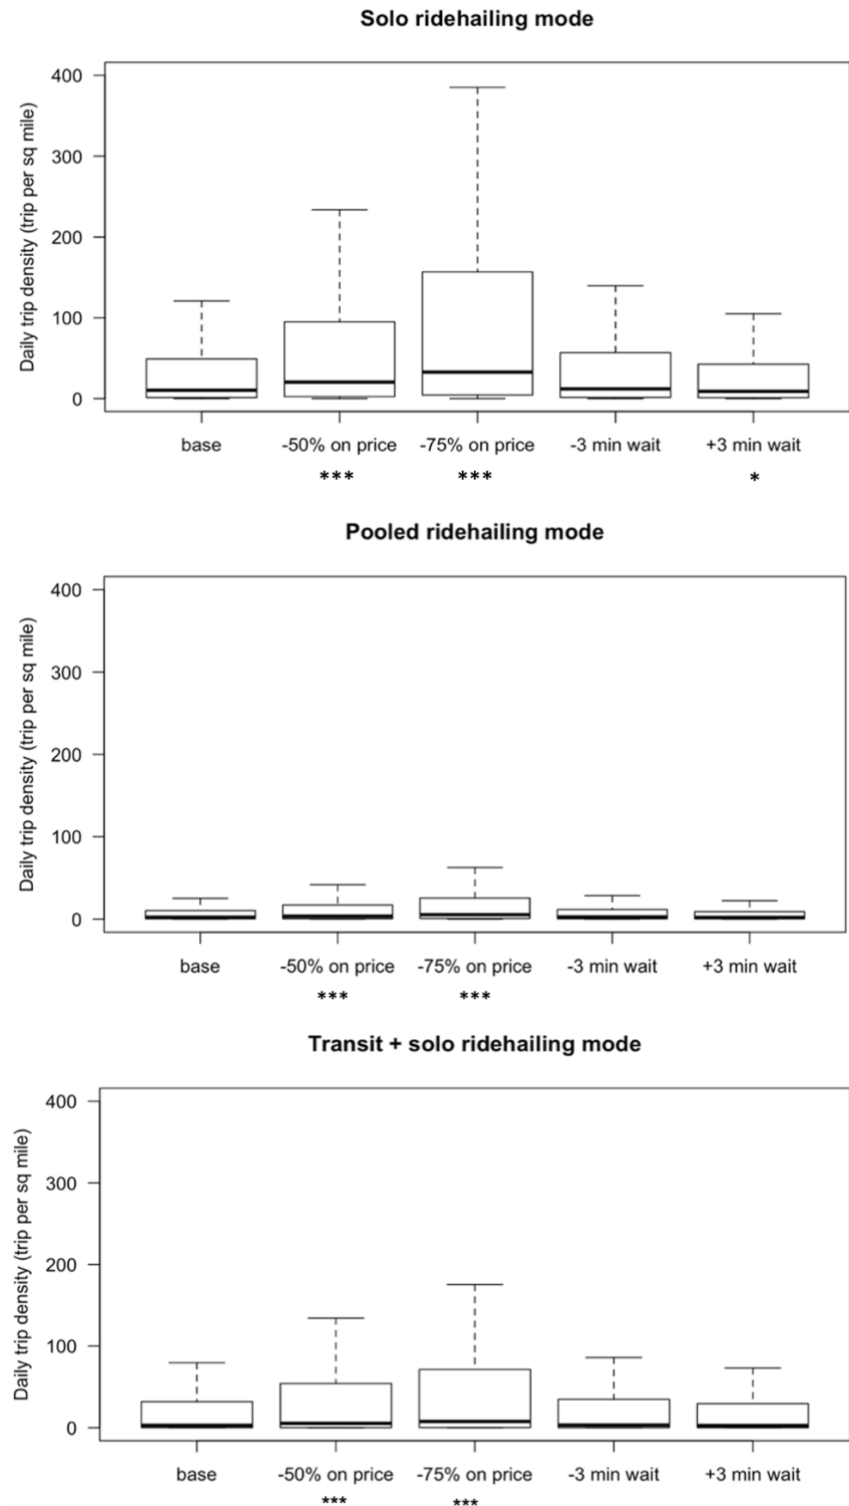 Solo ridehailing mode
Daily trip density (trip per sq mile)
400
300
200
100
0
base -50% on price -75% on price -3 min wait +3 min wait
*** *** *
Pooled ridehailing mode
Daily trip density (trip per sq mile)
400
300
200
100
0
base -50% on price -75% on price -3 min wait +3 min wait
*** ***
Transit + solo ridehailing mode
Daily trip density (trip per sq mile)
400
300
200
100
0
base -50% on price -75% on price -3 min wait +3 min wait
*** ***